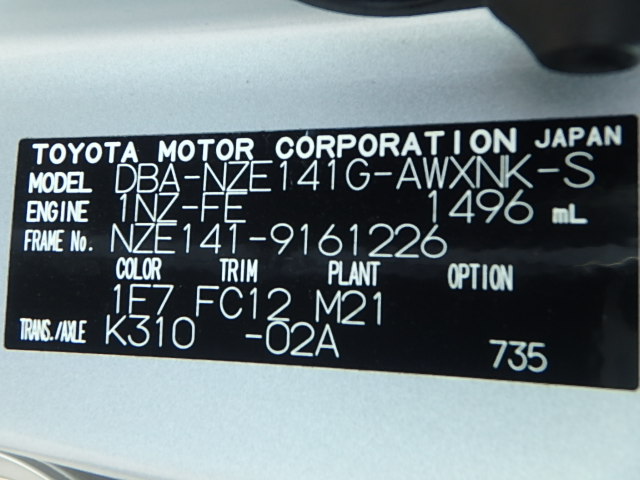 TOYOTA MOTOR CORPORATION JAPAN
MODEL DBA-NZE141G-AWXNK-S
ENGINE 1NZ-FE 1496 mL
FRAME No. NZE141-9161226
COLOR TRIM PLANT OPTION
1F7 FC12 M21
TRANS./AXLE K310 -02A
735